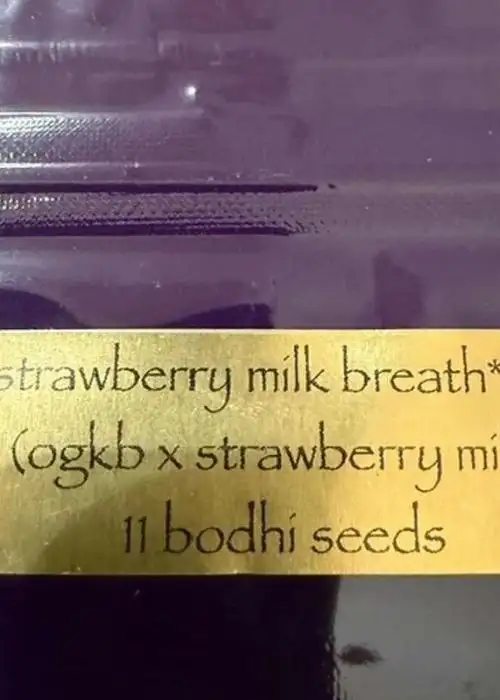 strawberry milk breath*
(ogkb x strawberry mi
11 bodhi seeds